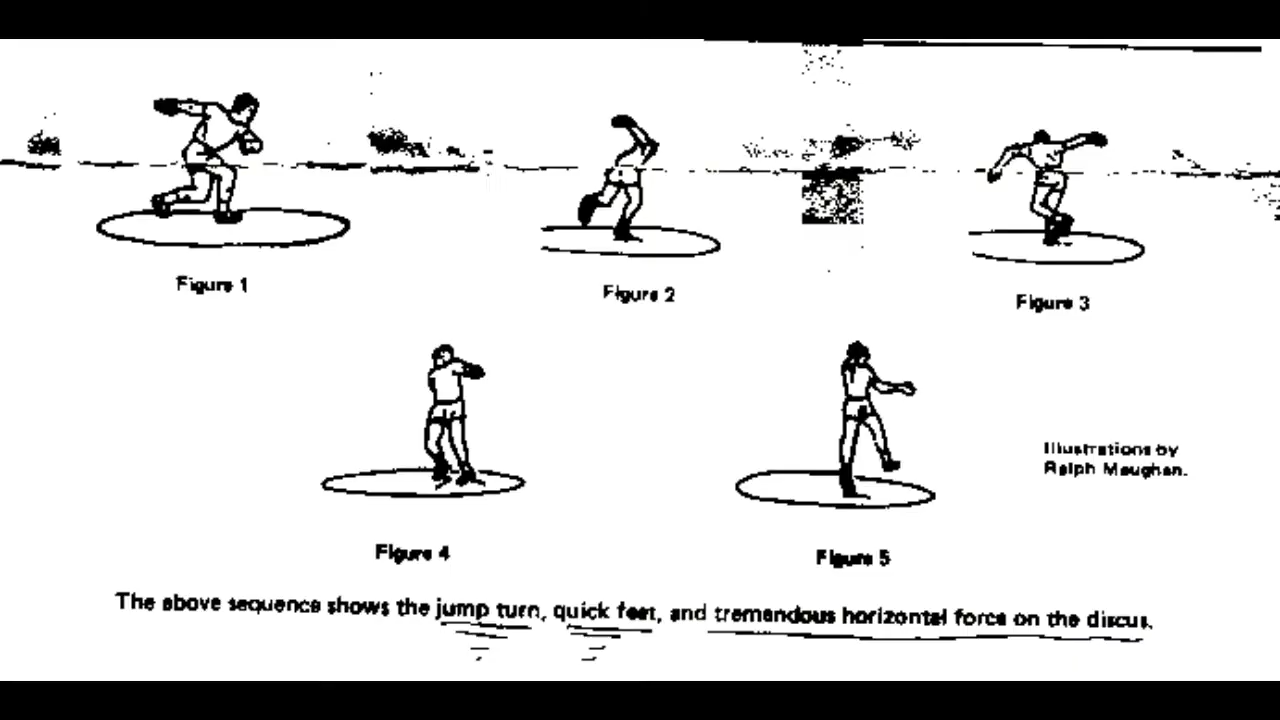 Figure 1
Figure 2
Figure 3
Figure 4
Figure 5
Illustrations by
Ralph Maughan.
The above sequence shows the jump turn, quick feet, and tremendous horizontal force on the discus.